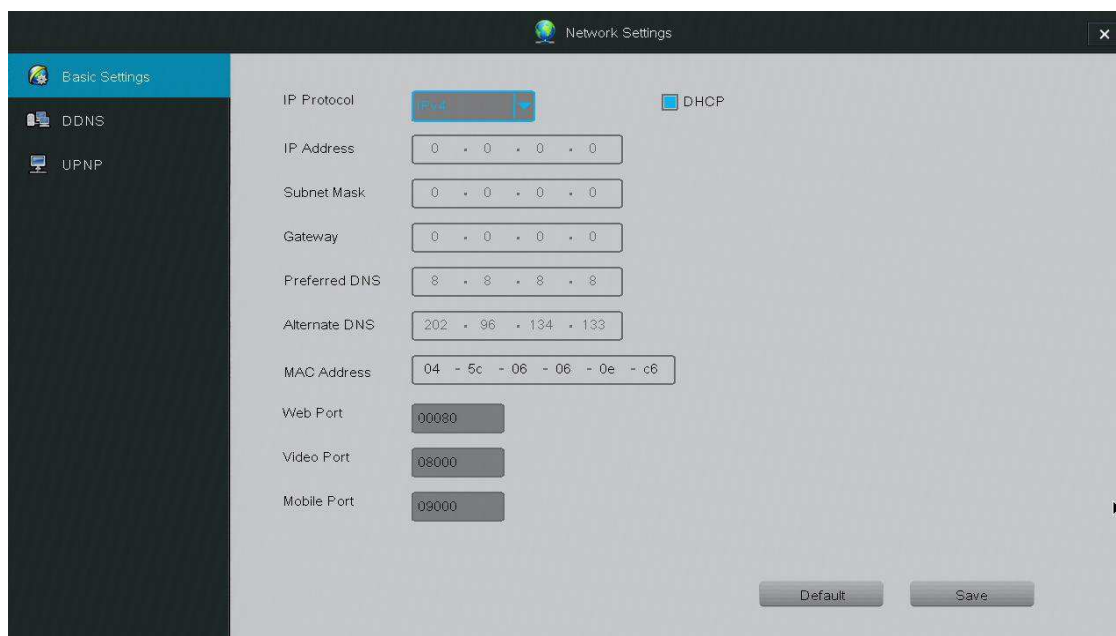 Network Settings
Basic Settings
DDNS
UPNP
IP Protocol IPv4 DHCP
IP Address 0 . 0 . 0 . 0
Subnet Mask 0 . 0 . 0 . 0
Gateway 0 . 0 . 0 . 0
Preferred DNS 8 . 8 . 8 . 8
Alternate DNS 202 . 96 . 134 . 133
MAC Address 04 - 5c - 06 - 06 - 0e - c6
Web Port 00080
Video Port 08000
Mobile Port 09000
Default Save